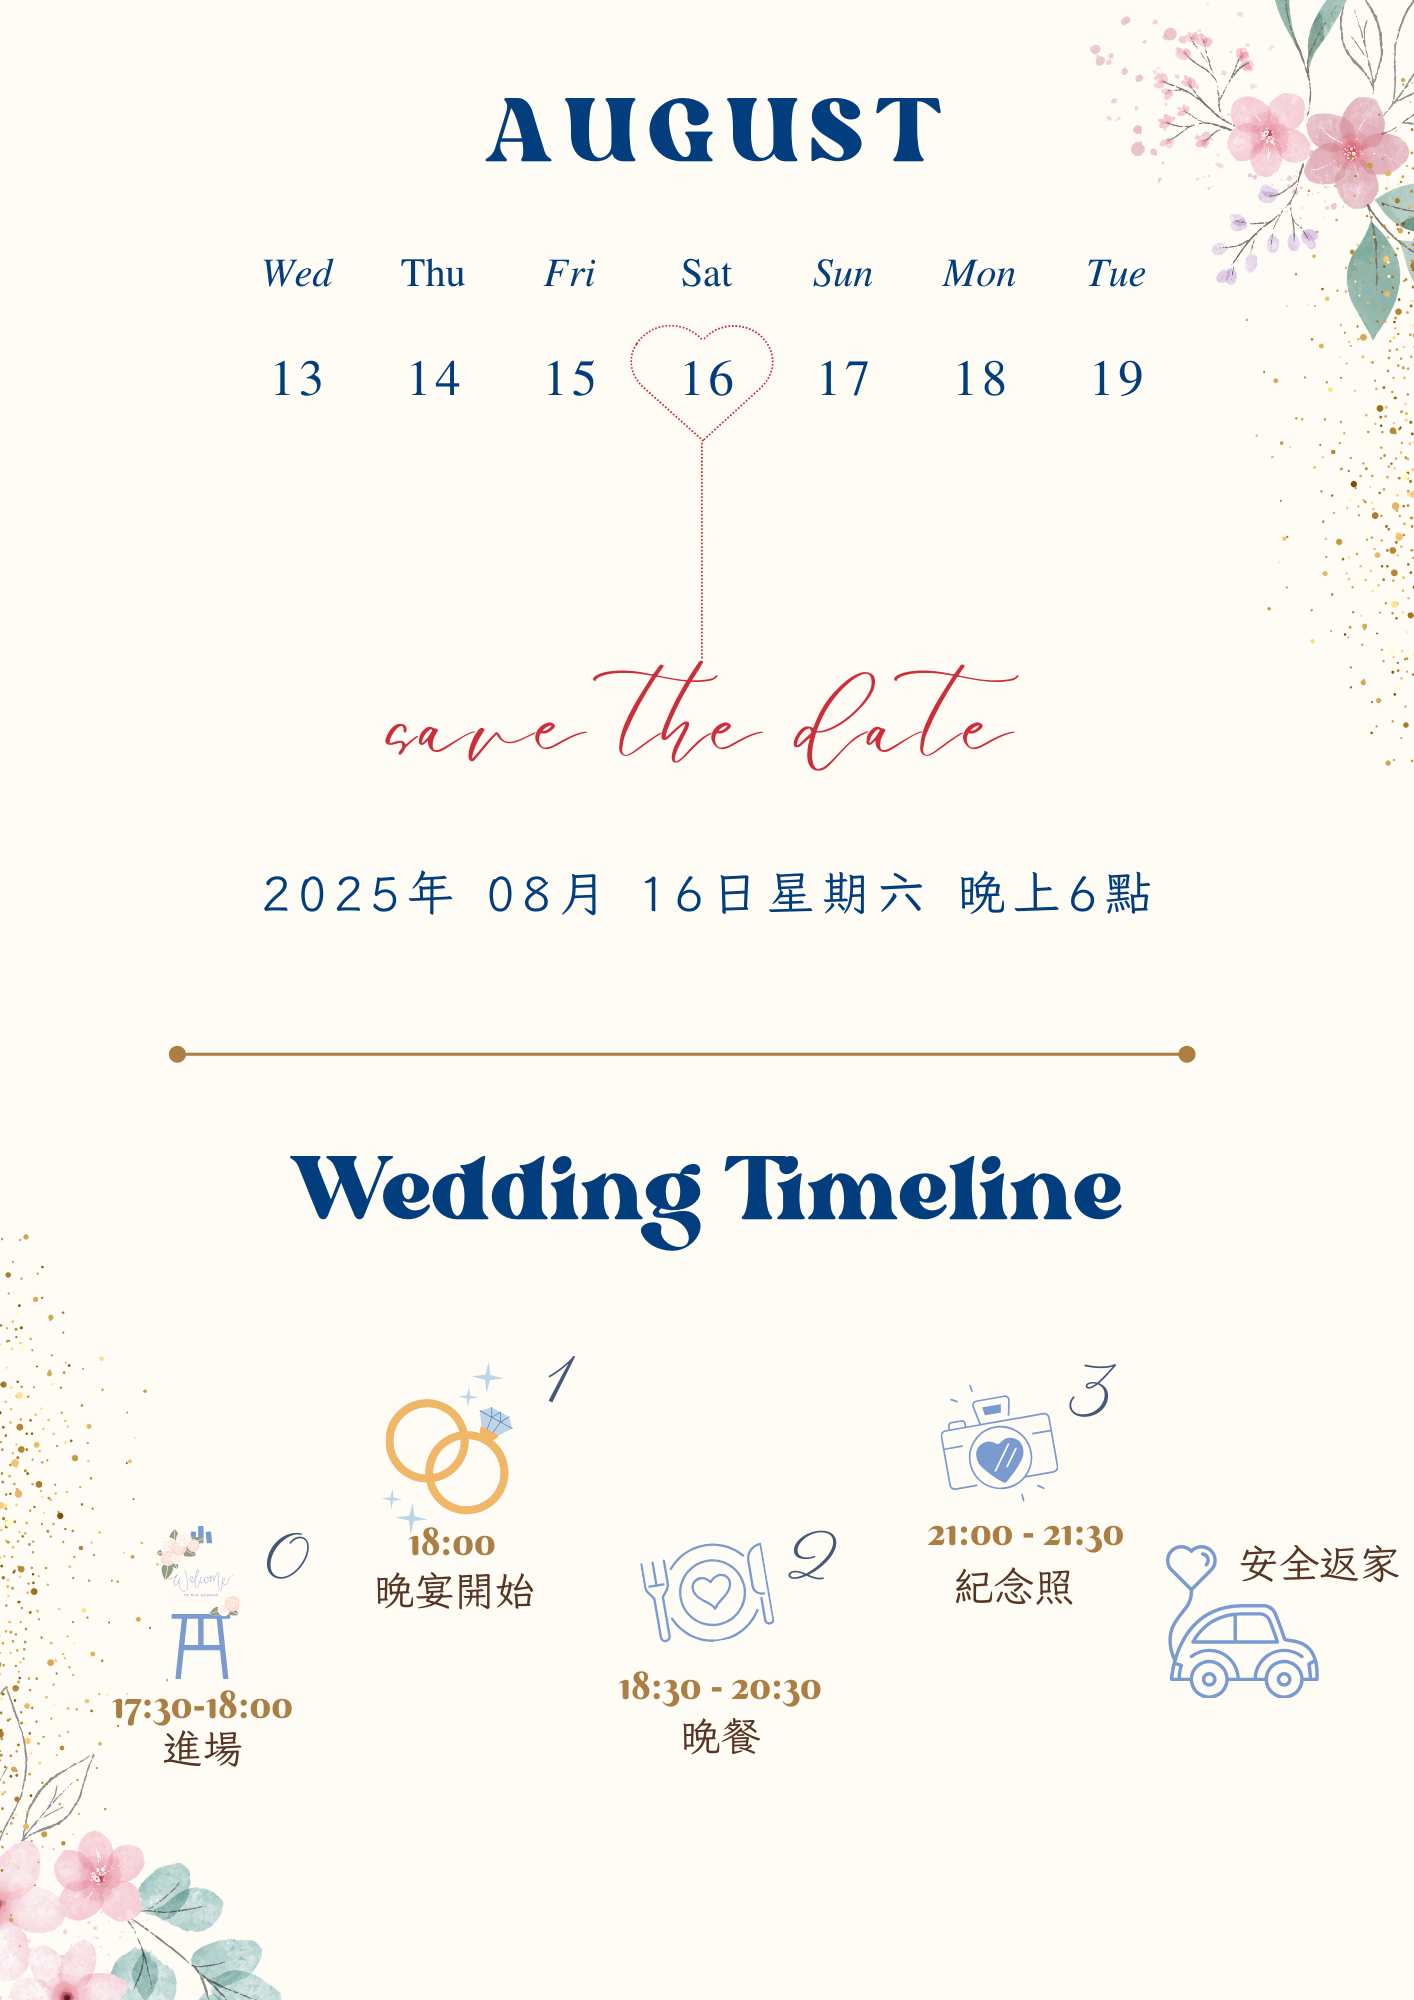 AUGUST
Wed Thu Fri Sat Sun Mon Tue
13 14 15 16 17 18 19
save the date
2025年 08月 16日星期六 晚上6點
Wedding Timeline
0
Welcome
17:30-18:00
進場
1
18:00
晚宴開始
2
18:30 - 20:30
晚餐
3
21:00 - 21:30
紀念照
安全返家